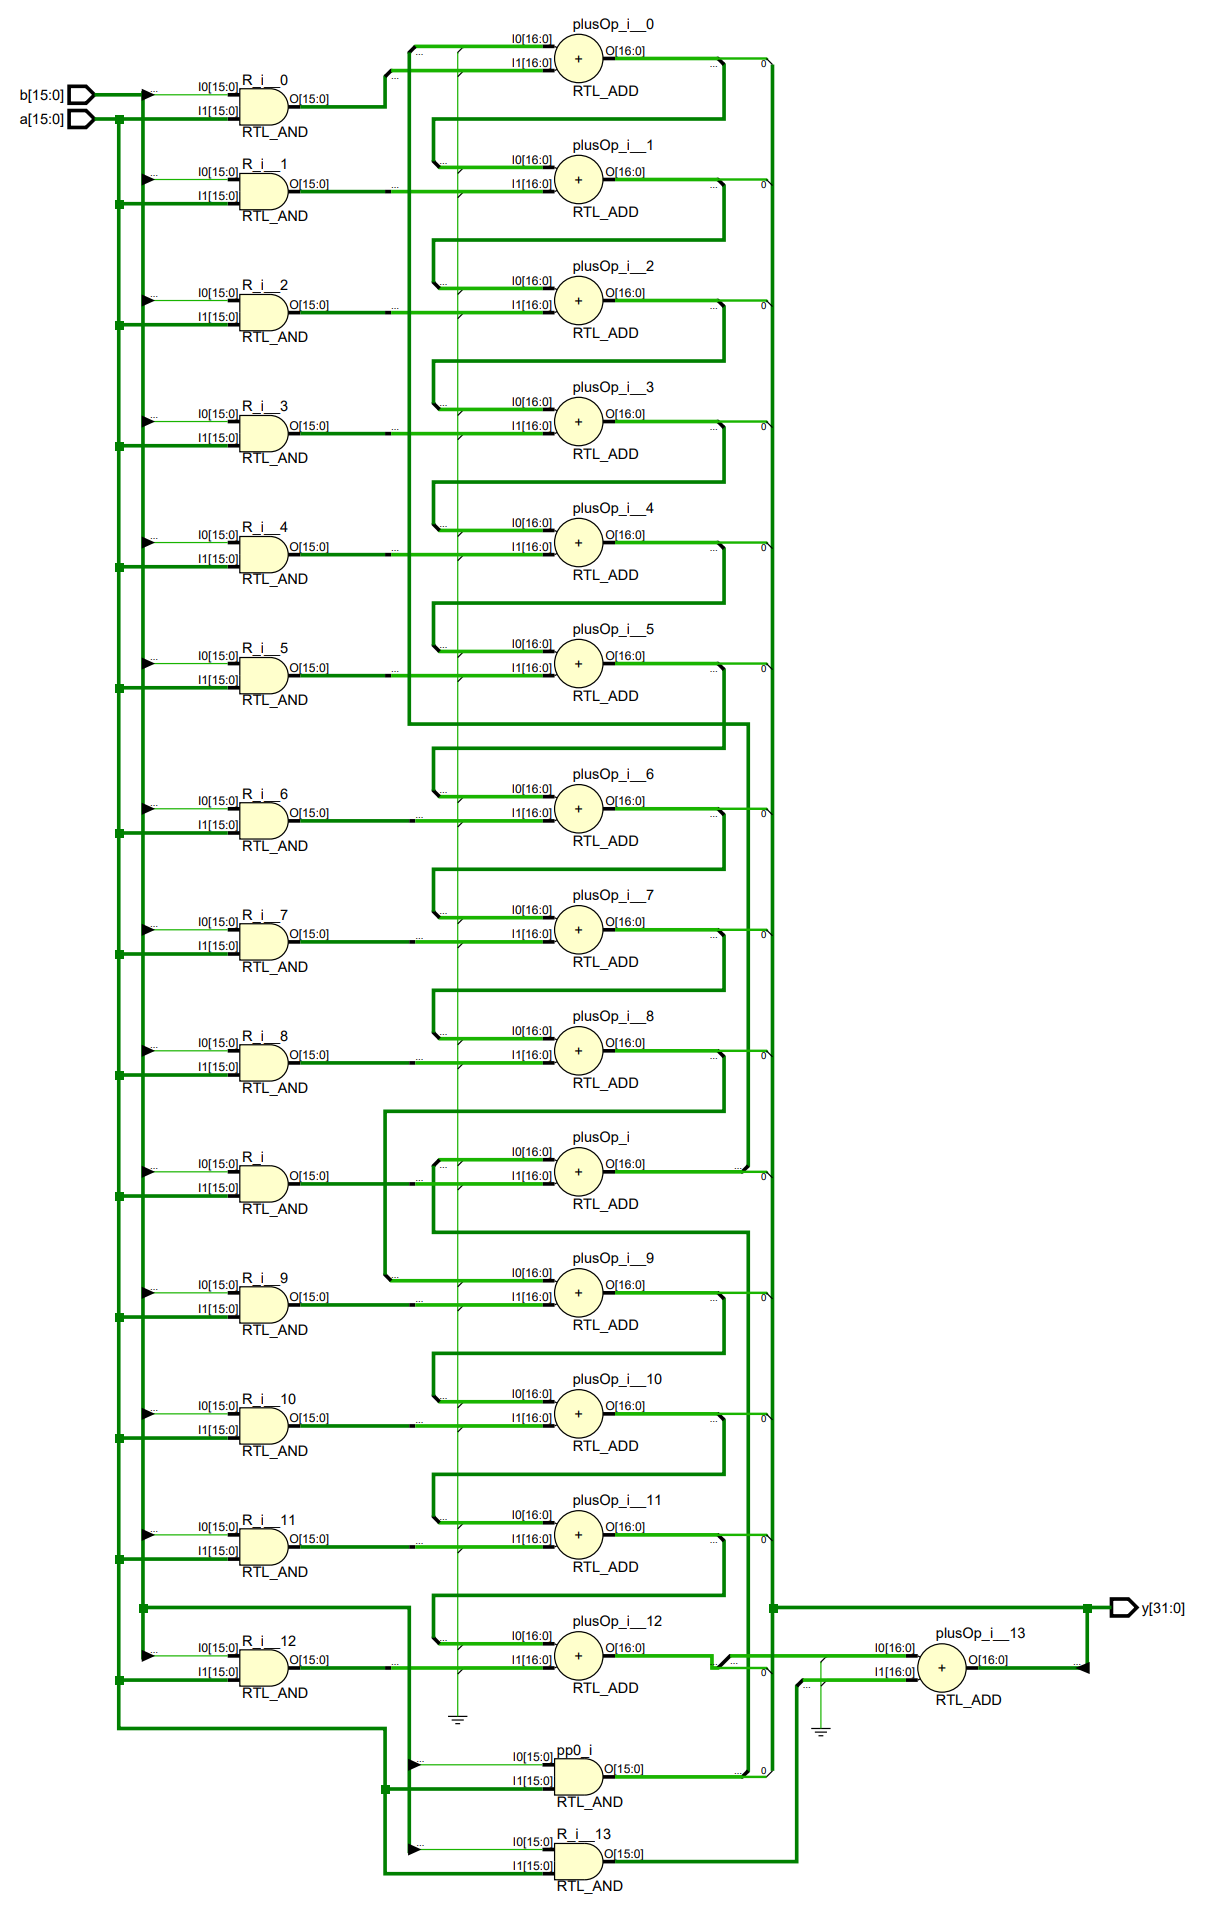 plusOp_i__0
I0[16:0]
I1[16:0]
+
O[16:0]
0
RTL_ADD
b[15:0]
a[15:0]
R_i__0
I0[15:0]
I1[15:0]
O[15:0]
RTL_AND
plusOp_i__1
I0[16:0]
I1[16:0]
+
O[16:0]
0
RTL_ADD
R_i__1
I0[15:0]
I1[15:0]
O[15:0]
RTL_AND
plusOp_i__2
I0[16:0]
I1[16:0]
+
O[16:0]
0
RTL_ADD
R_i__2
I0[15:0]
I1[15:0]
O[15:0]
RTL_AND
plusOp_i__3
I0[16:0]
I1[16:0]
+
O[16:0]
0
RTL_ADD
R_i__3
I0[15:0]
I1[15:0]
O[15:0]
RTL_AND
plusOp_i__4
I0[16:0]
I1[16:0]
+
O[16:0]
0
RTL_ADD
R_i__4
I0[15:0]
I1[15:0]
O[15:0]
RTL_AND
plusOp_i__5
I0[16:0]
I1[16:0]
+
O[16:0]
0
RTL_ADD
R_i__5
I0[15:0]
I1[15:0]
O[15:0]
RTL_AND
plusOp_i__6
I0[16:0]
I1[16:0]
+
O[16:0]
0
RTL_ADD
R_i__6
I0[15:0]
I1[15:0]
O[15:0]
RTL_AND
plusOp_i__7
I0[16:0]
I1[16:0]
+
O[16:0]
0
RTL_ADD
R_i__7
I0[15:0]
I1[15:0]
O[15:0]
RTL_AND
plusOp_i__8
I0[16:0]
I1[16:0]
+
O[16:0]
0
RTL_ADD
R_i__8
I0[15:0]
I1[15:0]
O[15:0]
RTL_AND
plusOp_i
I0[16:0]
I1[16:0]
+
O[16:0]
0
RTL_ADD
R_i
I0[15:0]
I1[15:0]
O[15:0]
RTL_AND
plusOp_i__9
I0[16:0]
I1[16:0]
+
O[16:0]
0
RTL_ADD
R_i__9
I0[15:0]
I1[15:0]
O[15:0]
RTL_AND
plusOp_i__10
I0[16:0]
I1[16:0]
+
O[16:0]
0
RTL_ADD
R_i__10
I0[15:0]
I1[15:0]
O[15:0]
RTL_AND
plusOp_i__11
I0[16:0]
I1[16:0]
+
O[16:0]
0
RTL_ADD
R_i__11
I0[15:0]
I1[15:0]
O[15:0]
RTL_AND
plusOp_i__12
I0[16:0]
I1[16:0]
+
O[16:0]
0
RTL_ADD
R_i__12
I0[15:0]
I1[15:0]
O[15:0]
RTL_AND
y[31:0]
plusOp_i__13
I0[16:0]
I1[16:0]
+
O[16:0]
RTL_ADD
pp0_i
I0[15:0]
I1[15:0]
O[15:0]
0
RTL_AND
R_i__13
I0[15:0]
I1[15:0]
O[15:0]
RTL_AND